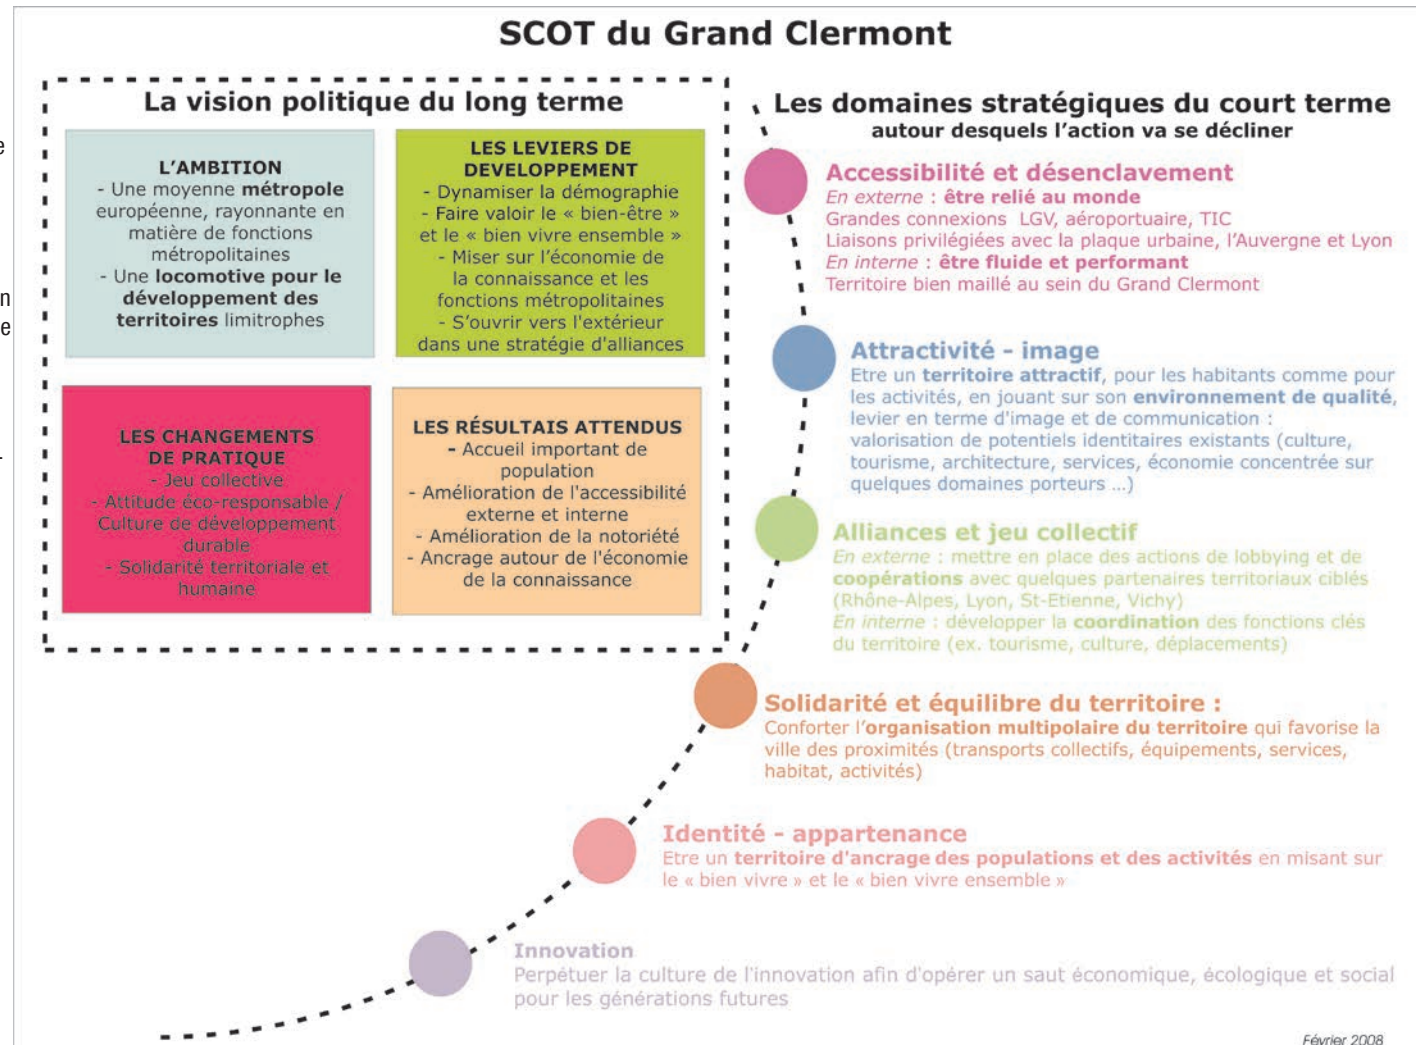 SCOT du Grand Clermont
La vision politique du long terme
L'AMBITION
- Une moyenne métropole
européenne, rayonnante en
matière de fonctions
métropolitaines
- Une locomotive pour le
développement des
territoires limitrophes
LES LEVIERS DE
DEVELOPPEMENT
- Dynamiser la démographie
- Faire valoir le « bien-être »
et le « bien vivre ensemble »
- Miser sur l'économie de
la connaissance et les
fonctions métropolitaines
- S'ouvrir vers l'extérieur
dans une stratégie d'alliances
LES CHANGEMENTS
DE PRATIQUE
- Jeu collective
- Attitude éco-responsable /
Culture de développement
durable
- Solidarité territoriale et
humaine
LES RÉSULTAIS ATTENDUS
- Accueil important de
population
- Amélioration de l'accessibilité
externe et interne
- Amélioration de la notoriété
- Ancrage autour de l'économie
de la connaissance
Les domaines stratégiques du court terme
autour desquels l'action va se décliner
Accessibilité et désenclavement
En externe : être relié au monde
Grandes connexions LGV, aéroportuaire, TIC
Liaisons privilégiées avec la plaque urbaine, l'Auvergne et Lyon
En interne : être fluide et performant
Territoire bien maillé au sein du Grand Clermont
Attractivité - image
Etre un territoire attractif, pour les habitants comme pour
les activités, en jouant sur son environnement de qualité,
levier en terme d'image et de communication :
valorisation de potentiels identitaires existants (culture,
tourisme, architecture, services, économie concentrée sur
quelques domaines porteurs ...)
Alliances et jeu collectif
En externe : mettre en place des actions de lobbying et de
coopérations avec quelques partenaires territoriaux ciblés
(Rhône-Alpes, Lyon, St-Etienne, Vichy)
En interne : développer la coordination des fonctions clés
du territoire (ex. tourisme, culture, déplacements)
Solidarité et équilibre du territoire :
Conforter l'organisation multipolaire du territoire qui favorise la
ville des proximités (transports collectifs, équipements, services,
habitat, activités)
Identité - appartenance
Etre un territoire d'ancrage des populations et des activités en misant sur
le « bien vivre » et le « bien vivre ensemble »
Innovation
Perpétuer la culture de l'innovation afin d'opérer un saut économique, écologique et social
pour les générations futures
Février 2008